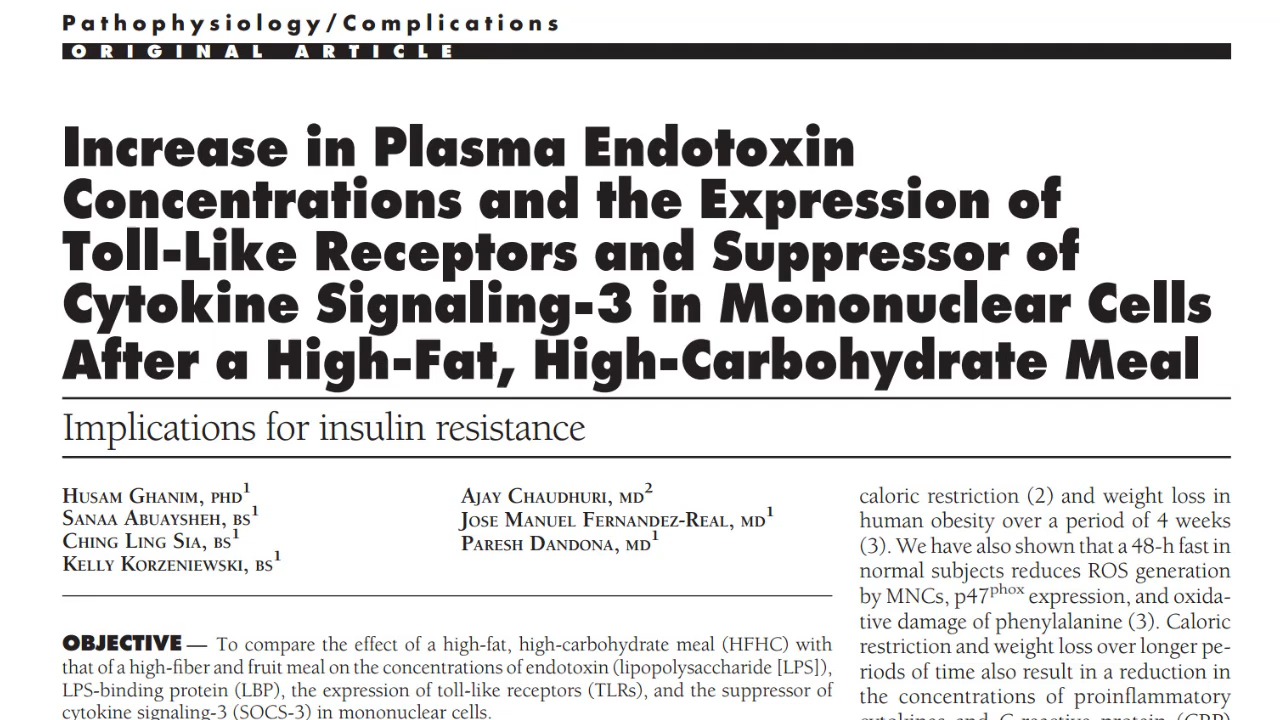 Pathophysiology/Complications
ORIGINAL ARTICLE
Increase in Plasma Endotoxin
Concentrations and the Expression of
Toll-Like Receptors and Suppressor of
Cytokine Signaling-3 in Mononuclear Cells
After a High-Fat, High-Carbohydrate Meal
Implications for insulin resistance
HUSAM GHANIM, PHD1
SANAA ABUAYSHEH, BS1
CHING LING SIA, BS1
KELLY KORZENIEWSKI, BS1
AJAY CHAUDHURI, MD2
JOSE MANUEL FERNANDEZ-REAL, MD1
PARESH DANDONA, MD1
OBJECTIVE — To compare the effect of a high-fat, high-carbohydrate meal (HFHC) with
that of a high-fiber and fruit meal on the concentrations of endotoxin (lipopolysaccharide [LPS]),
LPS-binding protein (LBP), the expression of toll-like receptors (TLRs), and the suppressor of
cytokine signaling-3 (SOCS-3) in mononuclear cells.
caloric restriction (2) and weight loss in
human obesity over a period of 4 weeks
(3). We have also shown that a 48-h fast in
normal subjects reduces ROS generation
by MNCs, p47phox expression, and oxida-
tive damage of phenylalanine (3). Caloric
restriction and weight loss over longer pe-
riods of time also result in a reduction in
the concentrations of proinflammatory
cytokines and C-reactive protein (CRP)